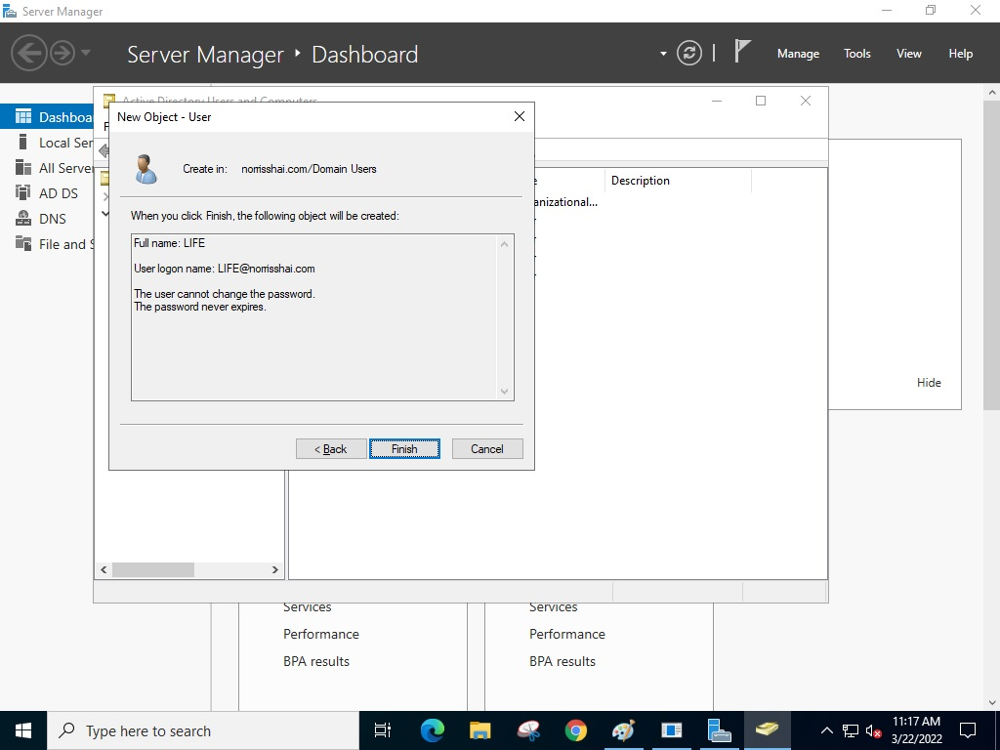 Server Manager
Server Manager ‣ Dashboard
Manage
Tools
View
Help
Active Directory Users and Computers
New Object - User
Create in:
norrisshai.com/Domain Users
When you click Finish, the following object will be created:
Full name: LIFE
User logon name: LIFE@norrisshai.com
The user cannot change the password.
The password never expires.
< Back
Finish
Cancel
Dashboa
Local Ser
All Server
AD DS
DNS
File and S
Description
anizational...
Hide
Services
Performance
BPA results
Services
Performance
BPA results
Type here to search
11:17 AM
3/22/2022